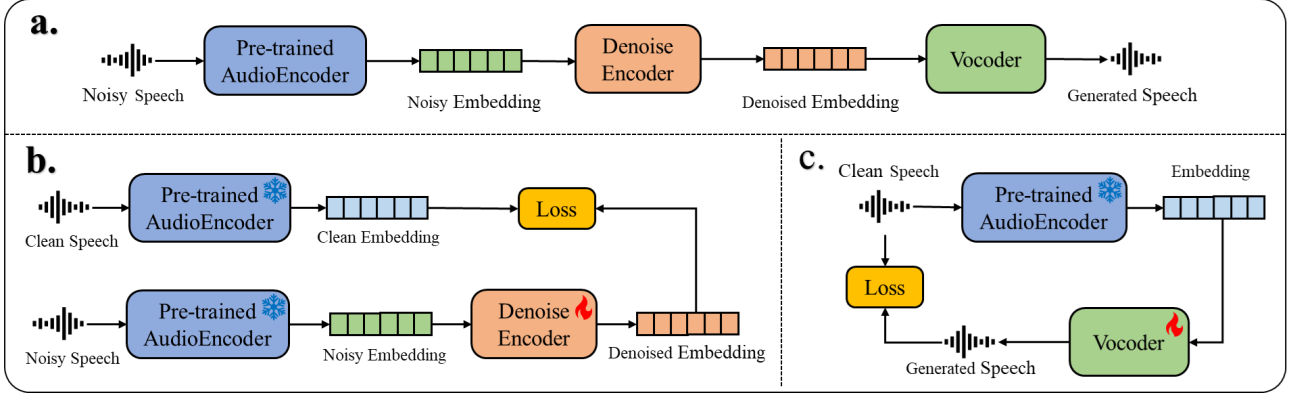 a.
Noisy Speech
Pre-trained
AudioEncoder
Noisy Embedding
Denoise
Encoder
Denoised Embedding
Vocoder
Generated Speech
b.
Clean Speech
Pre-trained
AudioEncoder
Clean Embedding
Loss
Noisy Speech
Pre-trained
AudioEncoder
Noisy Embedding
Denoise
Encoder
Denoised Embedding
c.
Clean Speech
Pre-trained
AudioEncoder
Embedding
Loss
Generated Speech
Vocoder